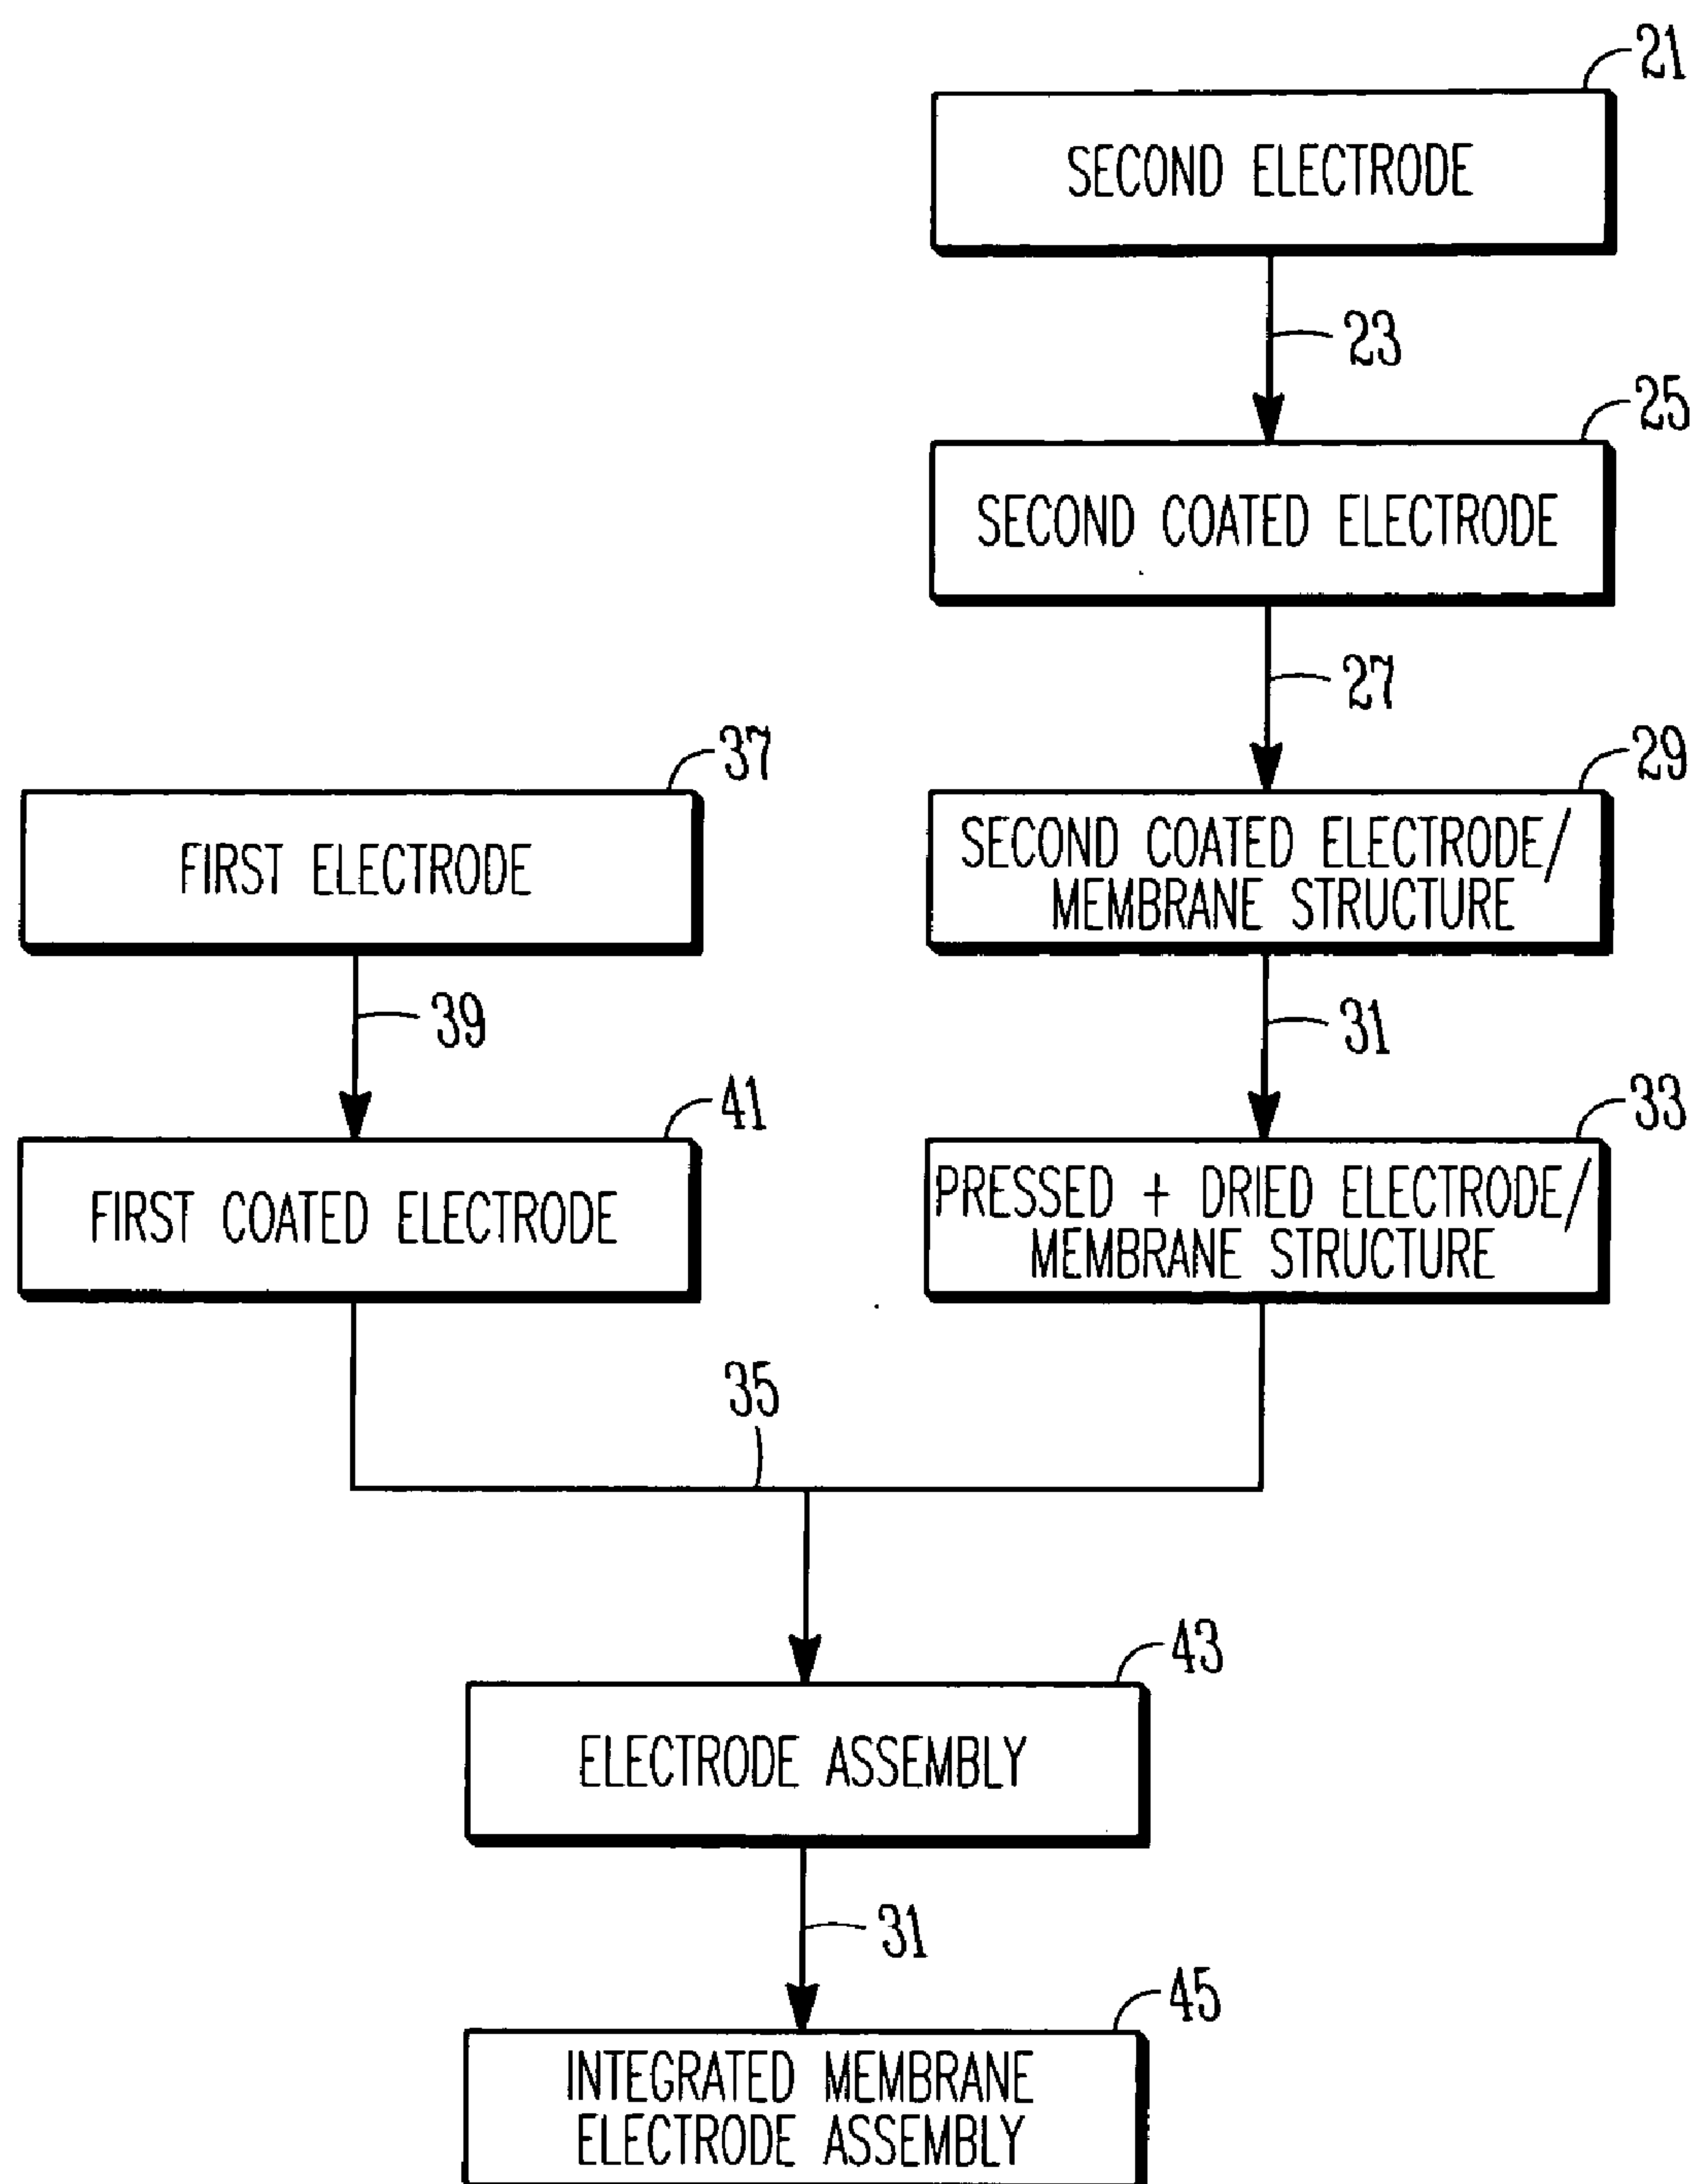 21
SECOND ELECTRODE
23
25
SECOND COATED ELECTRODE
27
37
29
FIRST ELECTRODE
SECOND COATED ELECTRODE/
MEMBRANE STRUCTURE
39
31
41
33
FIRST COATED ELECTRODE
PRESSED + DRIED ELECTRODE/
MEMBRANE STRUCTURE
35
43
ELECTRODE ASSEMBLY
31
45
INTEGRATED MEMBRANE
ELECTRODE ASSEMBLY